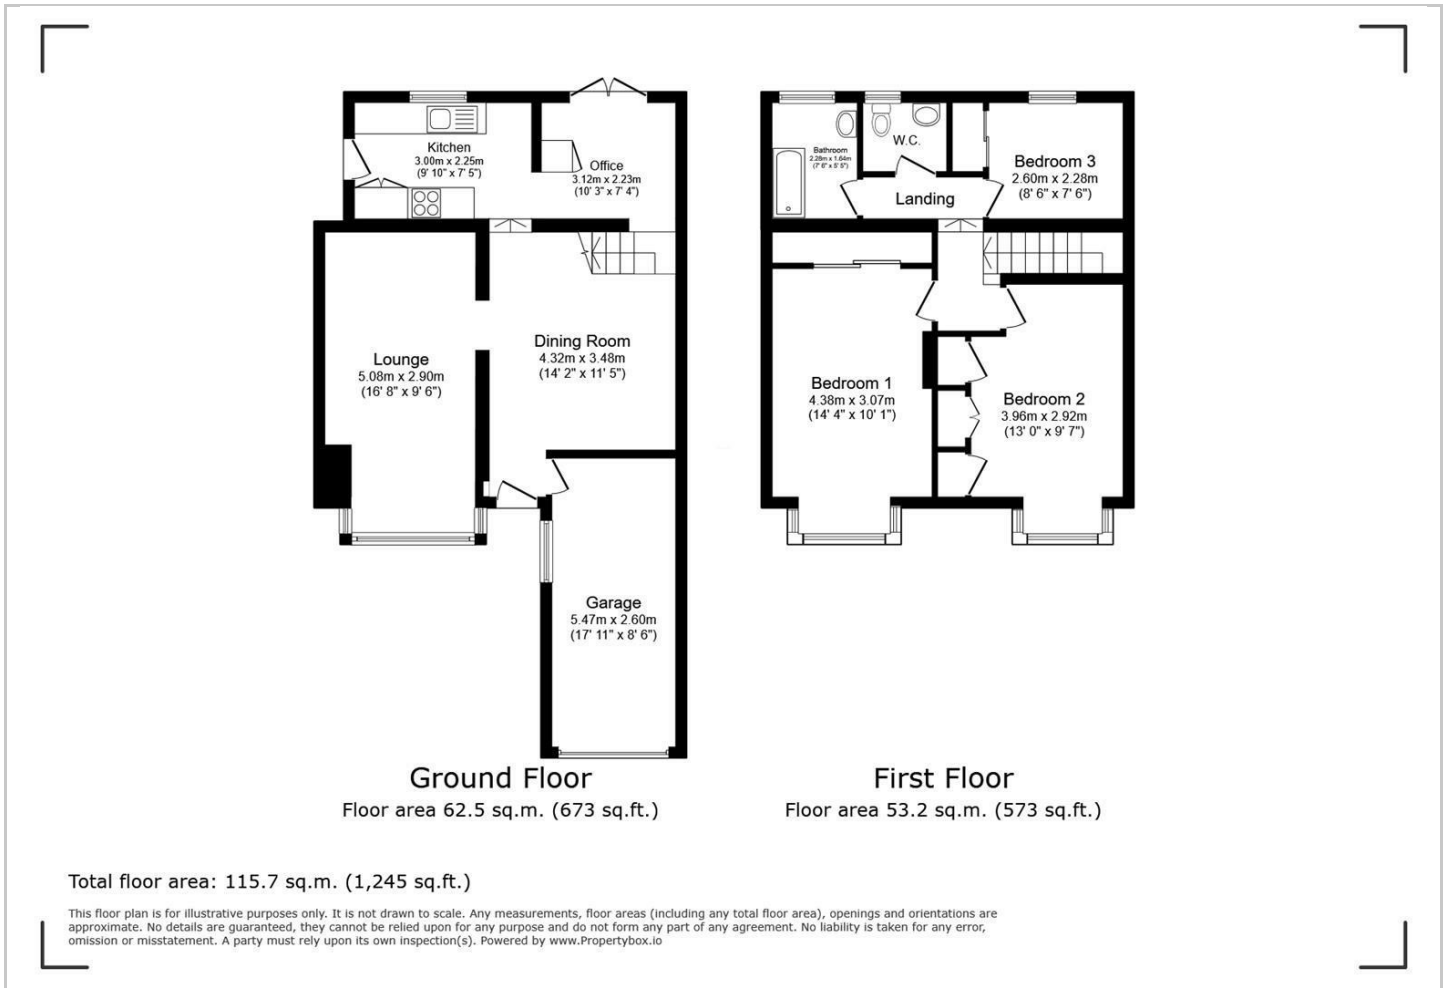 Kitchen
3.00m x 2.25m
(9' 10" x 7' 5")
Office
3.12m x 2.23m
(10' 3" x 7' 4")
Lounge
5.08m x 2.90m
(16' 8" x 9' 6")
Dining Room
4.32m x 3.48m
(14' 2" x 11' 5")
Garage
5.47m x 2.60m
(17' 11" x 8' 6")
Ground Floor
Floor area 62.5 sq.m. (673 sq.ft.)
Bathroom
2.28m x 1.64m
(7' 6" x 5' 5")
W.C.
Landing
Bedroom 3
2.60m x 2.28m
(8' 6" x 7' 6")
Bedroom 1
4.38m x 3.07m
(14' 4" x 10' 1")
Bedroom 2
3.96m x 2.92m
(13' 0" x 9' 7")
First Floor
Floor area 53.2 sq.m. (573 sq.ft.)
Total floor area: 115.7 sq.m. (1,245 sq.ft.)
This floor plan is for illustrative purposes only. It is not drawn to scale. Any measurements, floor areas (including any total floor area), openings and orientations are
approximate. No details are guaranteed, they cannot be relied upon for any purpose and do not form any part of any agreement. No liability is taken for any error,
omission or misstatement. A party must rely upon its own inspection(s). Powered by www.Propertybox.io